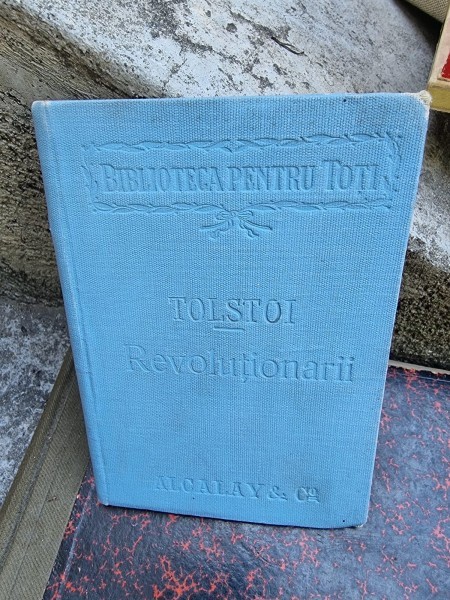 BIBLIOTECA PENTRU TOȚI
TOLSTOI
Revoluționarii
ALCALAY & Cº